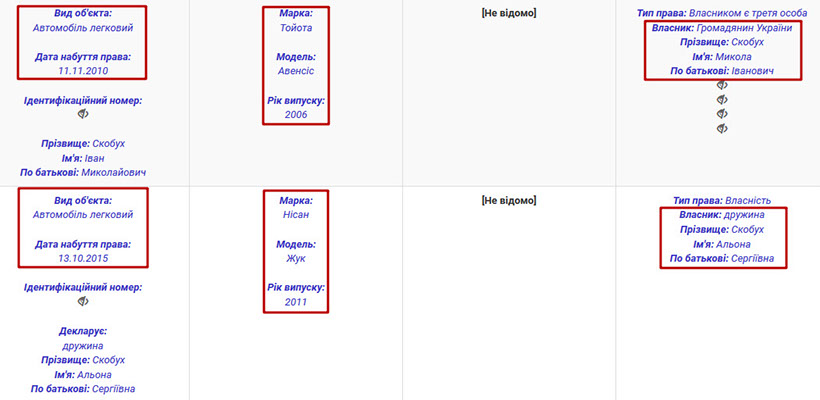 Вид об'єкта:
Автомобіль легковий
Дата набуття права:
11.11.2010
Ідентифікаційний номер:
Прізвище: Скобух
Ім'я: Іван
По батькові: Миколайович
Марка:
Тойота
Модель:
Авенсіс
Рік випуску:
2006
[Не відомо]
Тип права: Власником є третя особа
Власник: Громадянин України
Прізвище: Скобух
Ім'я: Микола
По батькові: Іванович
Вид об'єкта:
Автомобіль легковий
Дата набуття права:
13.10.2015
Ідентифікаційний номер:
Декларує:
дружина
Прізвище: Скобух
Ім'я: Альона
По батькові: Сергіївна
Марка:
Нісан
Модель:
Жук
Рік випуску:
2011
[Не відомо]
Тип права: Власність
Власник: дружина
Прізвище: Скобух
Ім'я: Альона
По батькові: Сергіївна